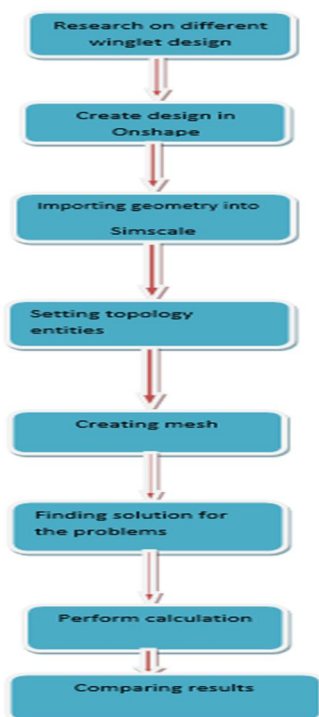 Research on different
winglet design
Create design in
Onshape
Importing geometry into
Simscale
Setting topology
entities
Creating mesh
Finding solution for
the problems
Perform calculation
Comparing results